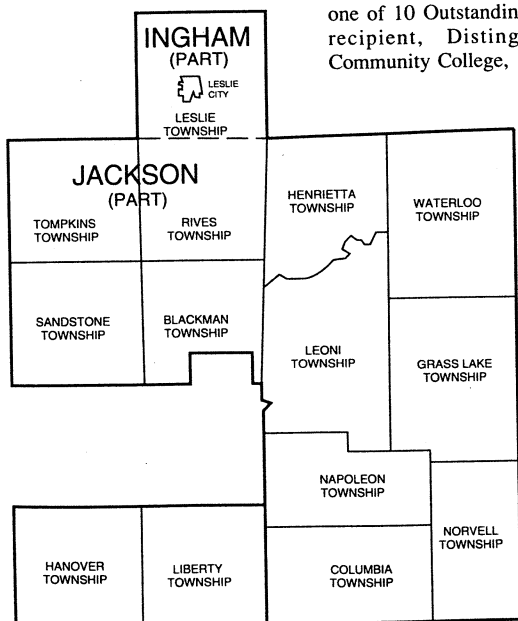 one of 10 Outstandin
recipient, Disting
Community College,
INGHAM
(PART)
LESLIE
CITY
LESLIE
TOWNSHIP
JACKSON
(PART)
TOMPKINS
TOWNSHIP
RIVES
TOWNSHIP
HENRIETTA
TOWNSHIP
WATERLOO
TOWNSHIP
SANDSTONE
TOWNSHIP
BLACKMAN
TOWNSHIP
LEONI
TOWNSHIP
GRASS LAKE
TOWNSHIP
NAPOLEON
TOWNSHIP
NORVELL
TOWNSHIP
HANOVER
TOWNSHIP
LIBERTY
TOWNSHIP
COLUMBIA
TOWNSHIP